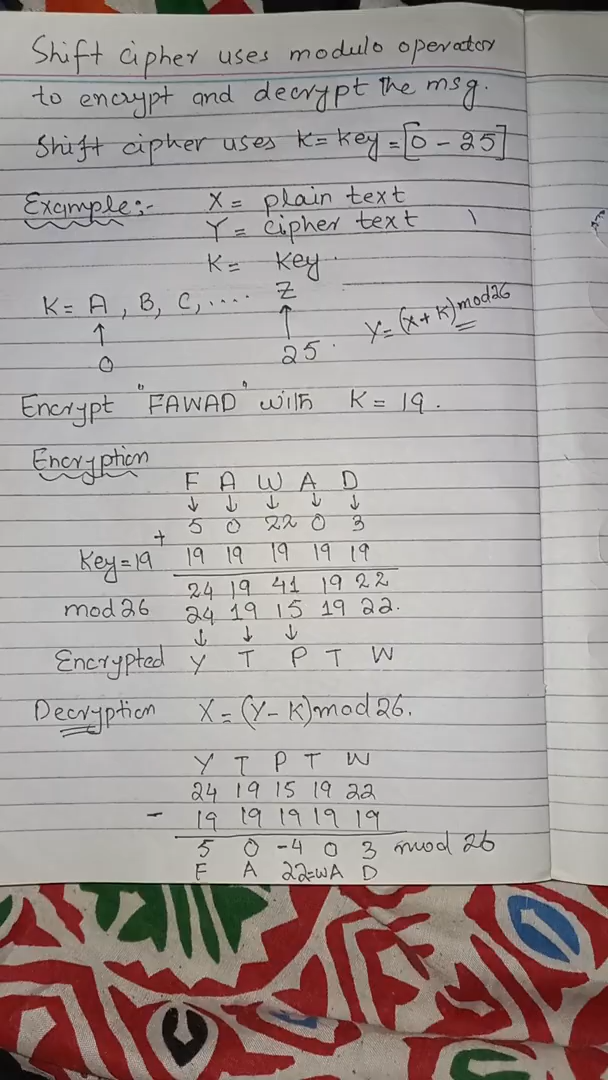 Shift cipher uses modulo operator
to encrypt and decrypt the msg.
Shift cipher uses K= Key =[0 - 25]
Example:- X = plain text
Y = cipher text
K = Key.
K= A, B, C, .... Z
↑ ↑
0 25.
Y= (x+K) mod 26
Encrypt "FAWAD" with K = 19.
Encryption
F A W A D
↓ ↓ ↓ ↓ ↓
5 0 22 0 3
+
Key=19 19 19 19 19 19
24 19 41 19 22
mod 26 24 19 15 19 22.
↓ ↓ ↓
Encrypted Y T P T W
Decryption X = (Y-K) mod 26.
Y T P T W
24 19 15 19 22
- 19 19 19 19 19
5 0 -4 0 3 mod 26
F A 22=W A D